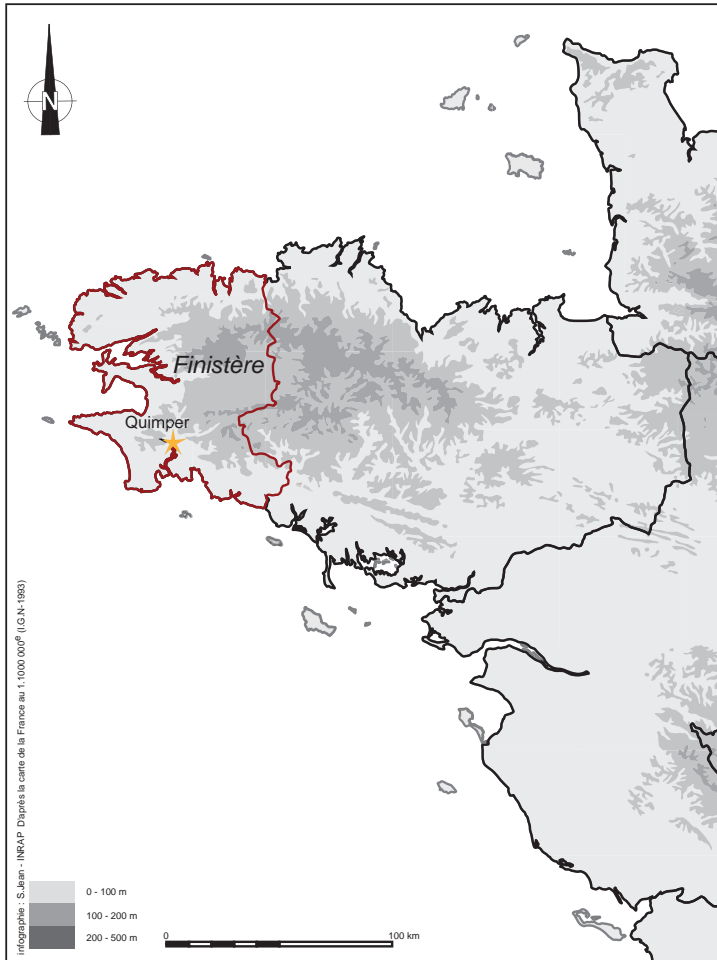 N
Finistère
Quimper
infographie : S.Jean - INRAP D'après la carte de la France au 1.1000 000e (I.G.N-1993)
0 - 100 m
100 - 200 m
200 - 500 m
0
100 km